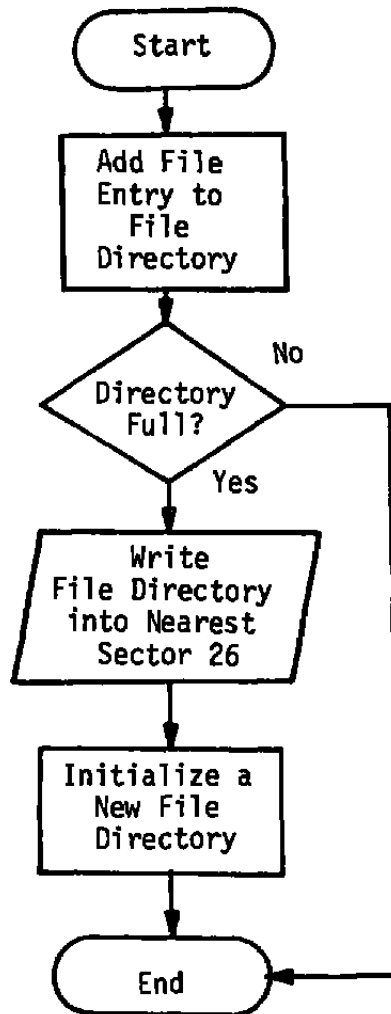 Start
Add File
Entry to
File
Directory
No
Directory
Full?
Yes
Write
File Directory
into Nearest
Sector 26
Initialize a
New File
Directory
End